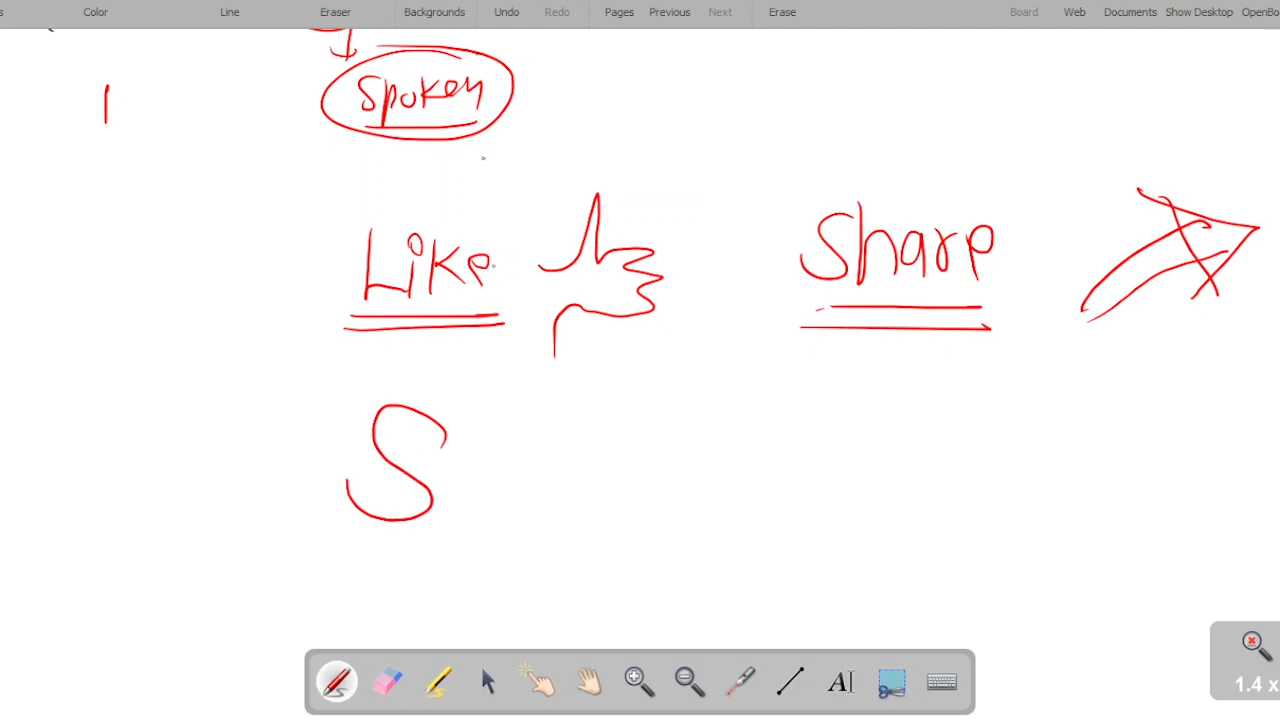 Color Line Eraser Backgrounds Undo Redo Pages Previous Next Erase Board Web Documents Show Desktop OpenBo
Spoken
Like Share
S
1.4 x